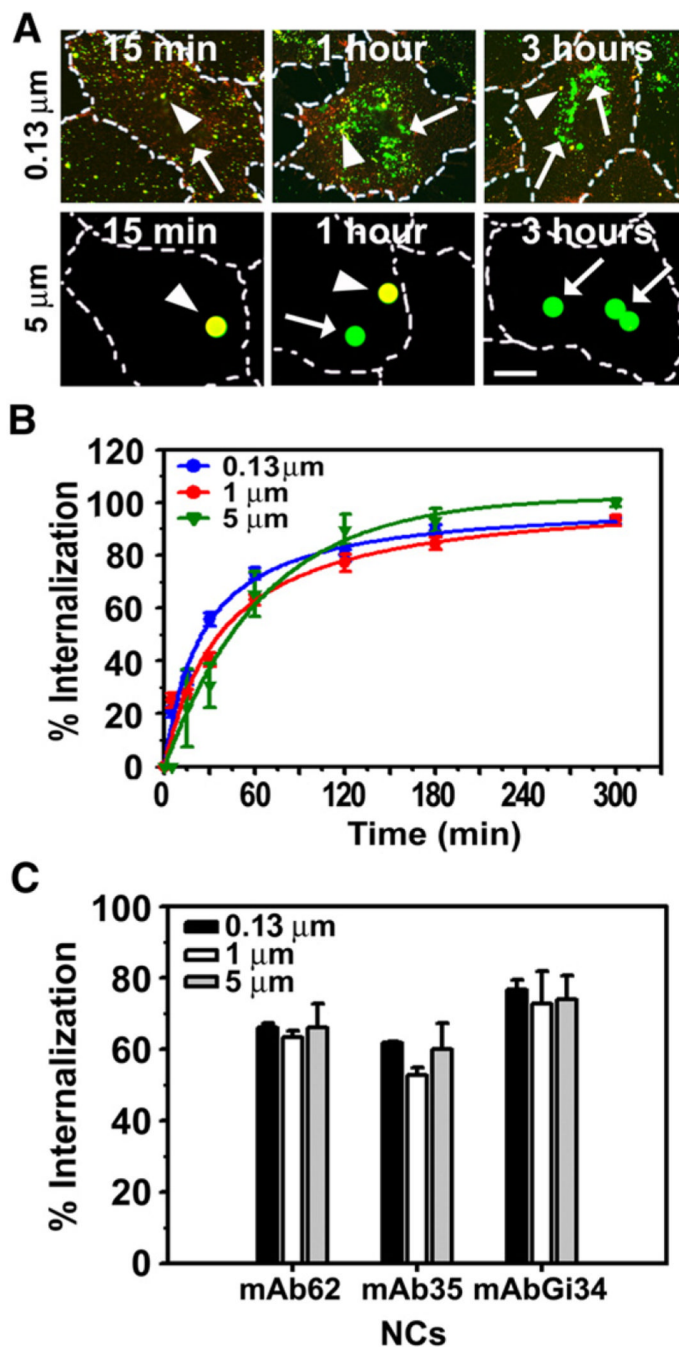 A
15 min 1 hour 3 hours
0.13 μm
15 min 1 hour 3 hours
5 μm
B
120
100
80
60
40
20
0
% Internalization
0.13μm
1 μm
5 μm
0 60 120 180 240 300
Time (min)
C
100
80
60
40
20
0
% Internalization
0.13 μm
1 μm
5 μm
mAb62 mAb35 mAbGi34
NCs